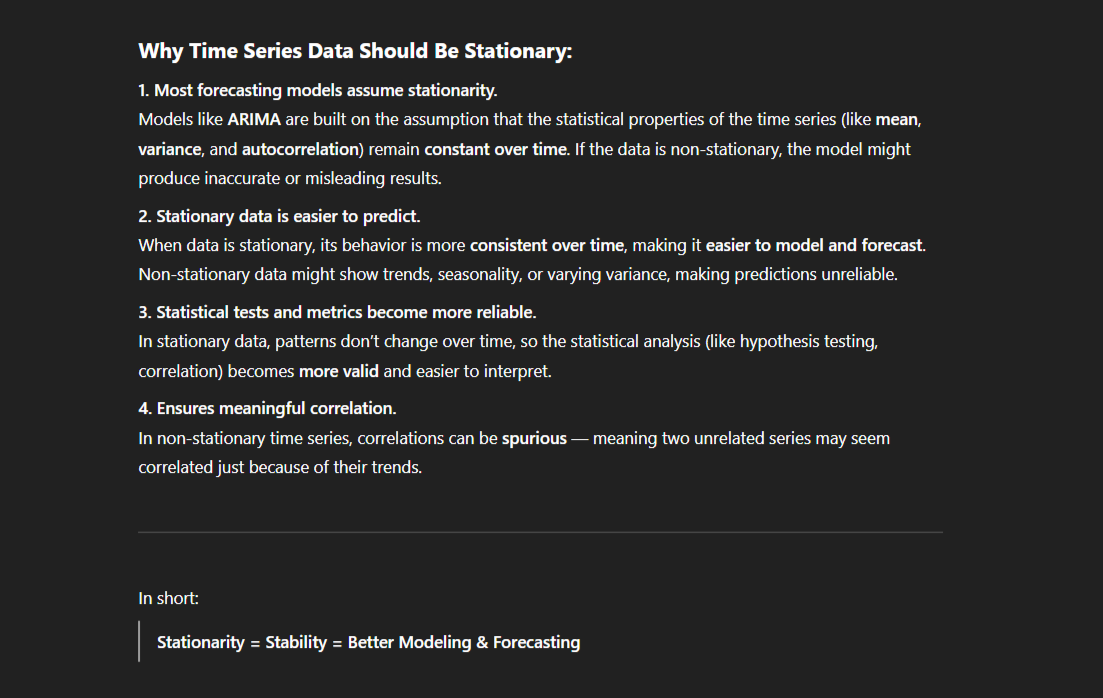 Why Time Series Data Should Be Stationary:
1. Most forecasting models assume stationarity.
Models like ARIMA are built on the assumption that the statistical properties of the time series (like mean,
variance, and autocorrelation) remain constant over time. If the data is non-stationary, the model might
produce inaccurate or misleading results.
2. Stationary data is easier to predict.
When data is stationary, its behavior is more consistent over time, making it easier to model and forecast.
Non-stationary data might show trends, seasonality, or varying variance, making predictions unreliable.
3. Statistical tests and metrics become more reliable.
In stationary data, patterns don’t change over time, so the statistical analysis (like hypothesis testing,
correlation) becomes more valid and easier to interpret.
4. Ensures meaningful correlation.
In non-stationary time series, correlations can be spurious — meaning two unrelated series may seem
correlated just because of their trends.
In short:
Stationarity = Stability = Better Modeling & Forecasting